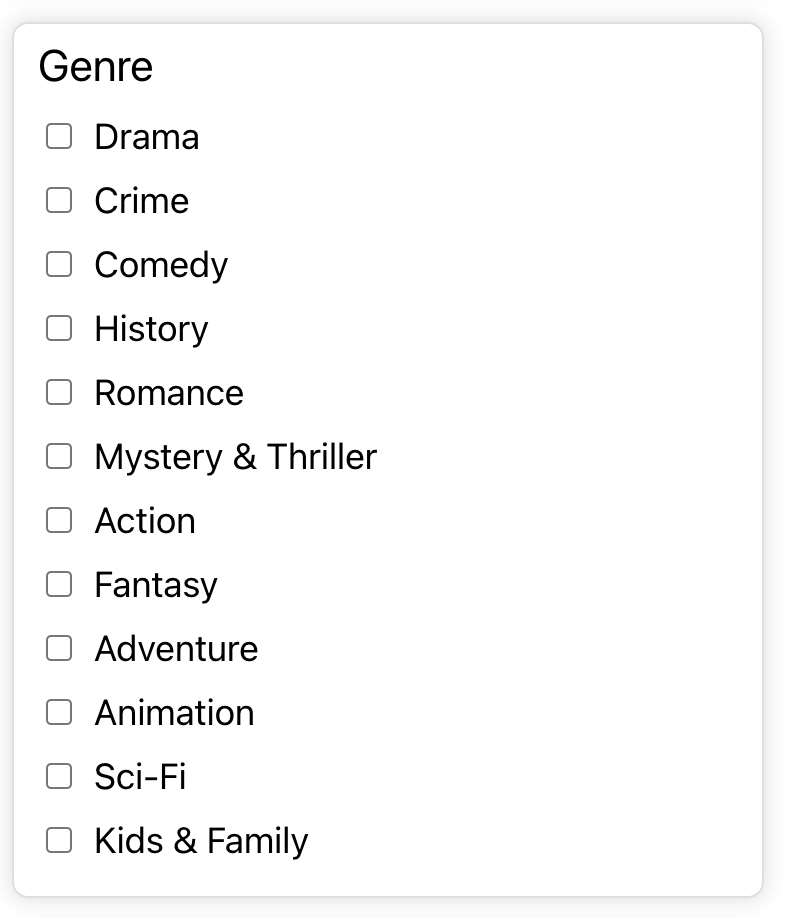 Genre
Drama
Crime
Comedy
History
Romance
Mystery & Thriller
Action
Fantasy
Adventure
Animation
Sci-Fi
Kids & Family